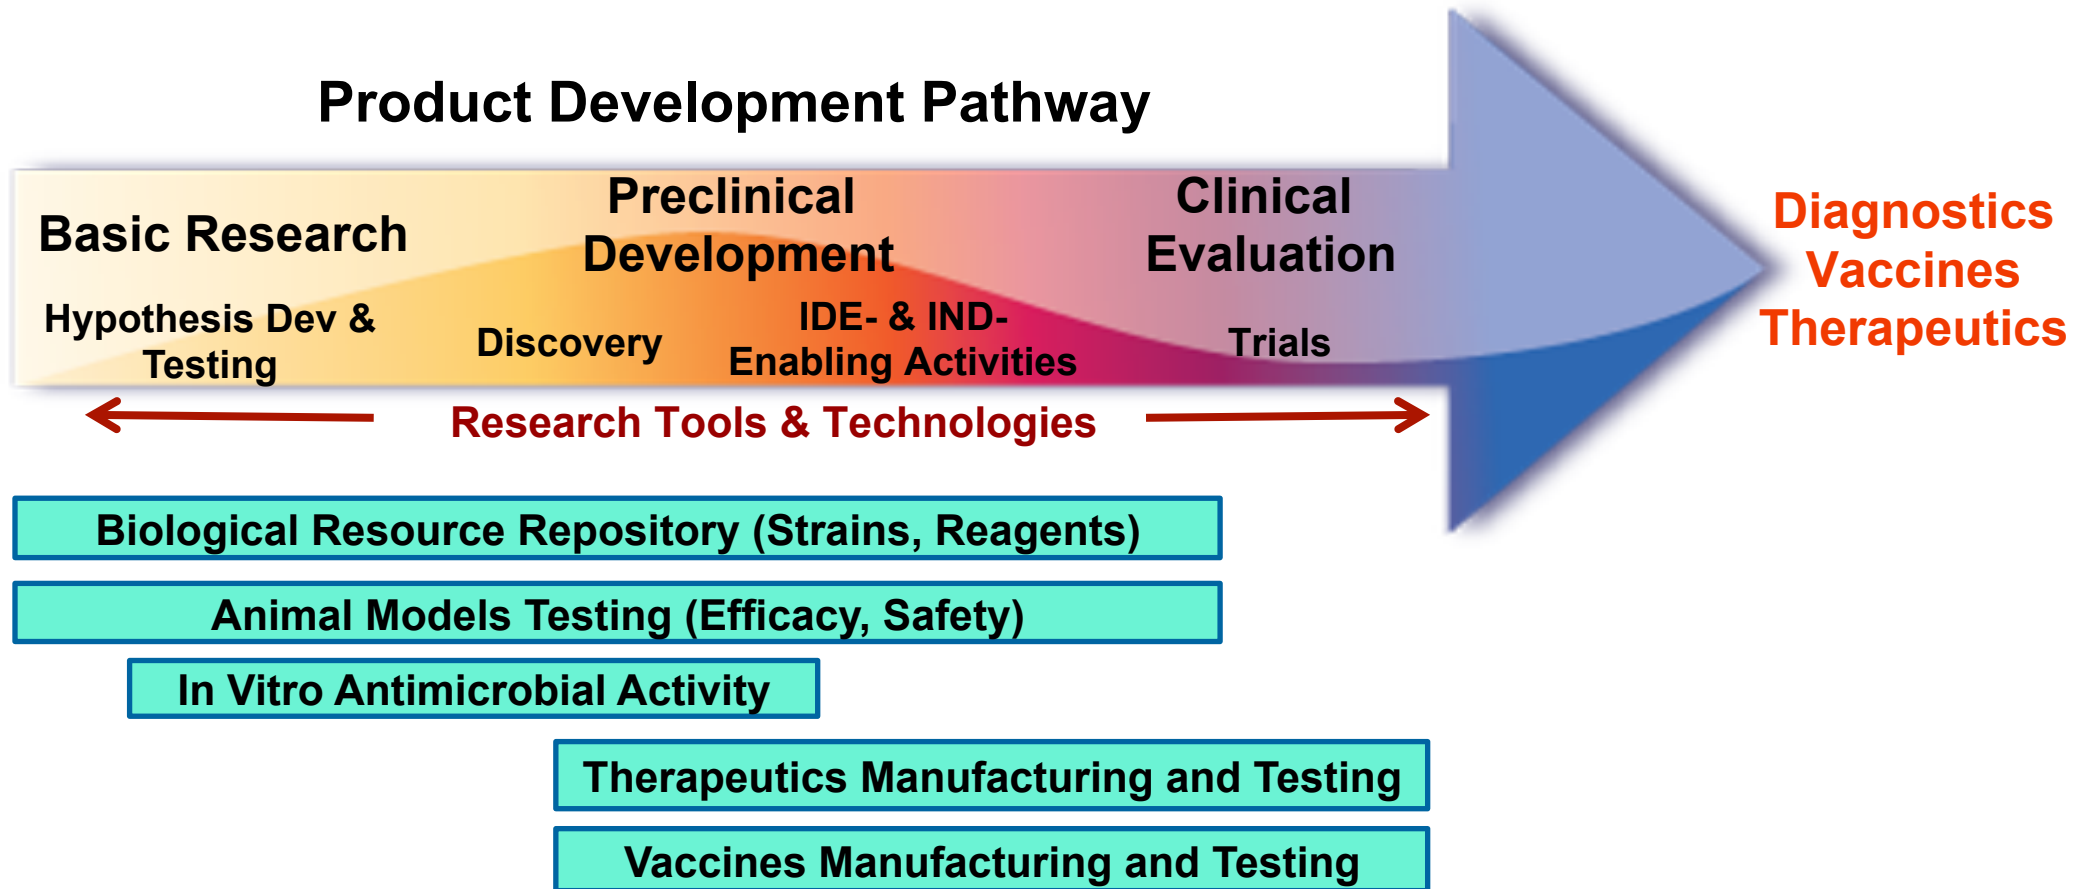 Product Development Pathway
Basic Research
Preclinical
Development
Clinical
Evaluation
Hypothesis Dev &
Testing
Discovery
IDE- & IND-
Enabling Activities
Trials
Diagnostics
Vaccines
Therapeutics
Research Tools & Technologies
Biological Resource Repository (Strains, Reagents)
Animal Models Testing (Efficacy, Safety)
In Vitro Antimicrobial Activity
Therapeutics Manufacturing and Testing
Vaccines Manufacturing and Testing